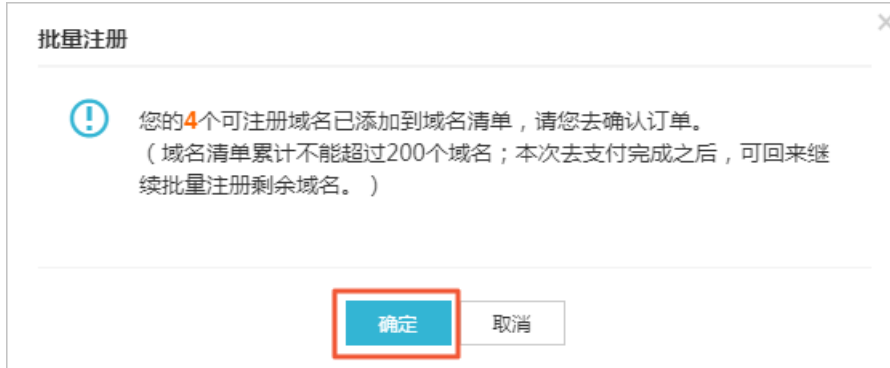 批量注册
您的4个可注册域名已添加到域名清单，请您去确认订单。
（域名清单累计不能超过200个域名；本次去支付完成之后，可回来继
续批量注册剩余域名。）
确定
取消